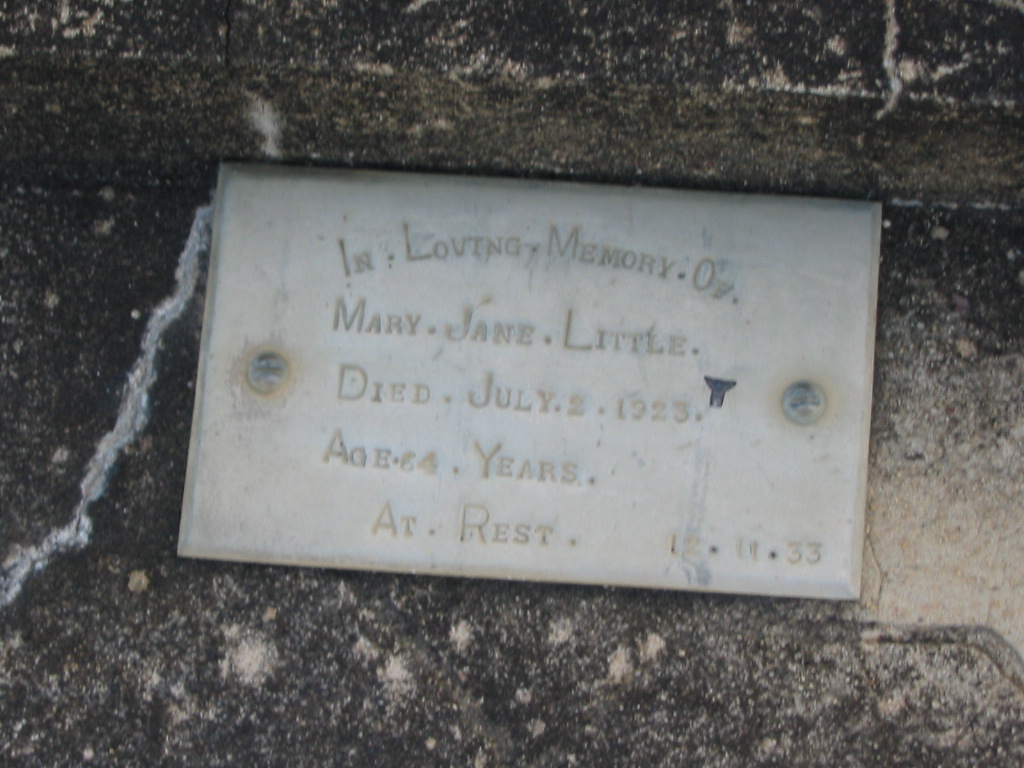 In . Loving . Memory . Of.
Mary . Jane . Little .
Died . July . 2 . 1923 .
Age . 64 . Years .
At . Rest .
12 . 11 . 33